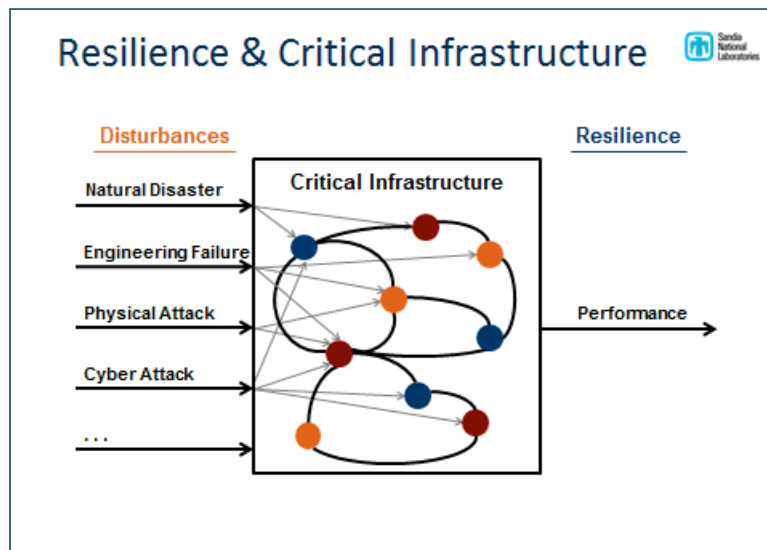 Resilience & Critical Infrastructure
Sandia
National
Laboratories
Disturbances
Resilience
Natural Disaster
Critical Infrastructure
Engineering Failure
Physical Attack
Performance
Cyber Attack
. . .